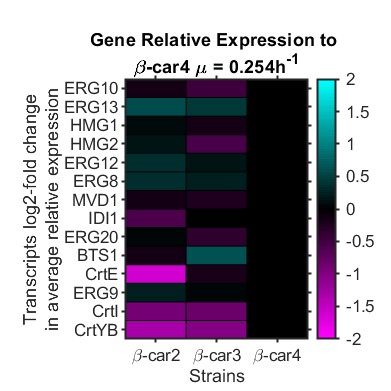 Gene Relative Expression to
β-car4 μ = 0.254h⁻¹
Transcripts log2-fold change
in average relative expression
ERG10
ERG13
HMG1
HMG2
ERG12
ERG8
MVD1
IDI1
ERG20
BTS1
CrtE
ERG9
CrtI
CrtYB
β-car2 β-car3 β-car4
Strains
2
1.5
1
0.5
0
-0.5
-1
-1.5
-2